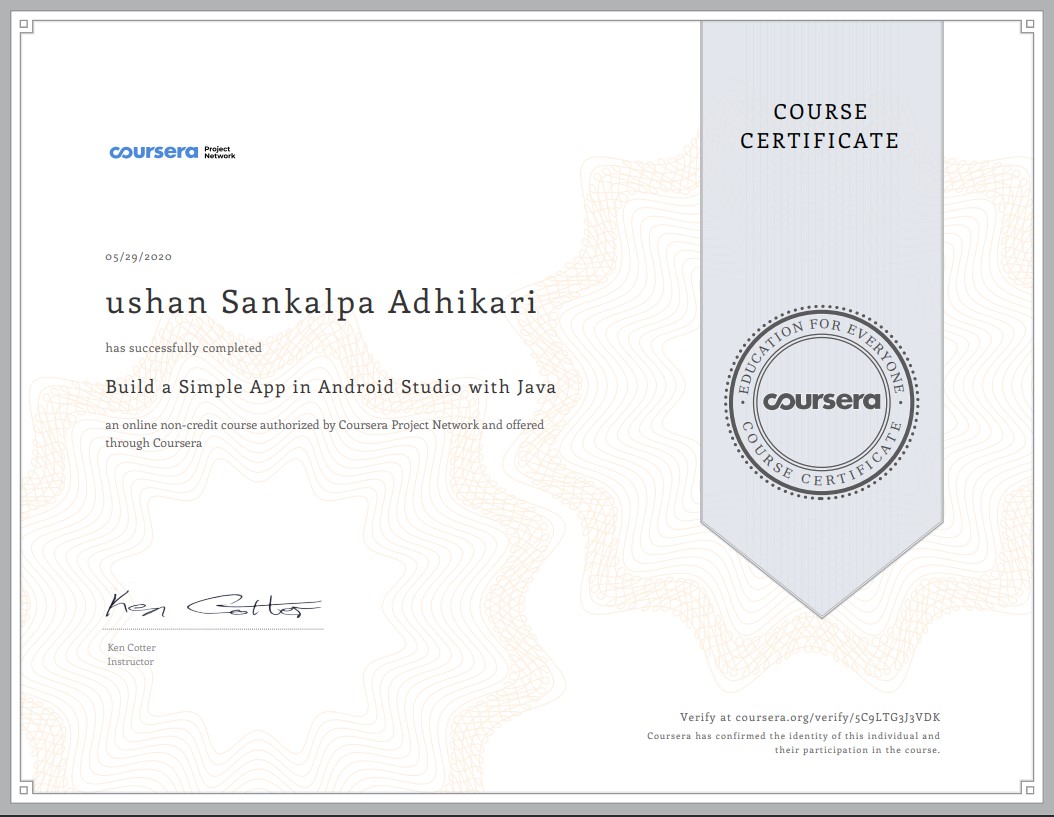 COURSE
CERTIFICATE
coursera Project
Network
05/29/2020
ushan Sankalpa Adhikari
has successfully completed
Build a Simple App in Android Studio with Java
an online non-credit course authorized by Coursera Project Network and offered
through Coursera
EDUCATION FOR EVERYONE
coursera
COURSE CERTIFICATE
Ken Cotter
Ken Cotter
Instructor
Verify at coursera.org/verify/5C9LTG3J3VDK
Coursera has confirmed the identity of this individual and
their participation in the course.